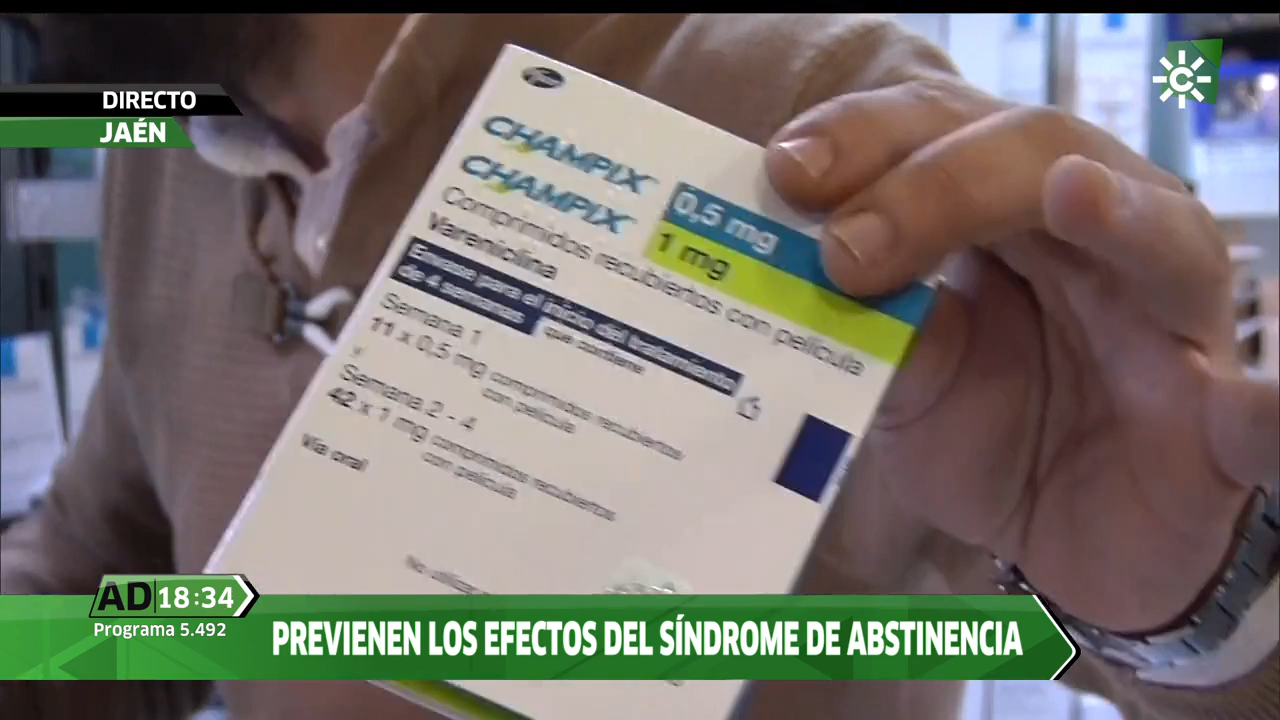 DIRECTO
JAÉN
CHAMPIX 0,5 mg
CHAMPIX 1 mg
Comprimidos recubiertos con película
Vareniclina
Envase para el inicio del tratamiento
de 4 semanas que contiene
Semana 1
11 x 0,5 mg comprimidos recubiertos
con película
y
Semana 2 - 4
42 x 1 mg comprimidos recubiertos
con película
Vía oral
No utilizar
AD 18:34
Programa 5.492
PREVIENEN LOS EFECTOS DEL SÍNDROME DE ABSTINENCIA